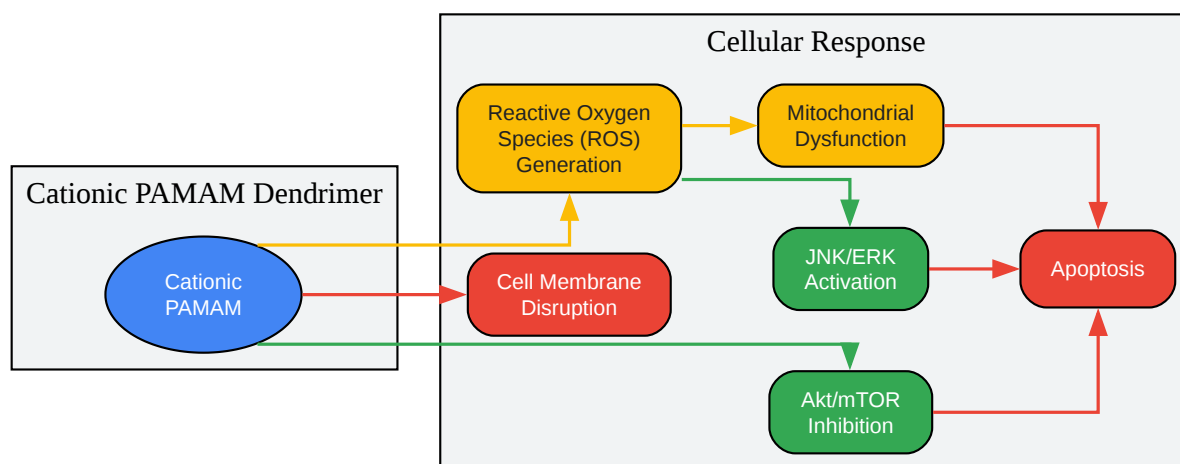 Cellular Response
Reactive Oxygen
Species (ROS)
Generation
Mitochondrial
Dysfunction
Cationic PAMAM Dendrimer
Cationic
PAMAM
Cell Membrane
Disruption
JNK/ERK
Activation
Apoptosis
Akt/mTOR
Inhibition